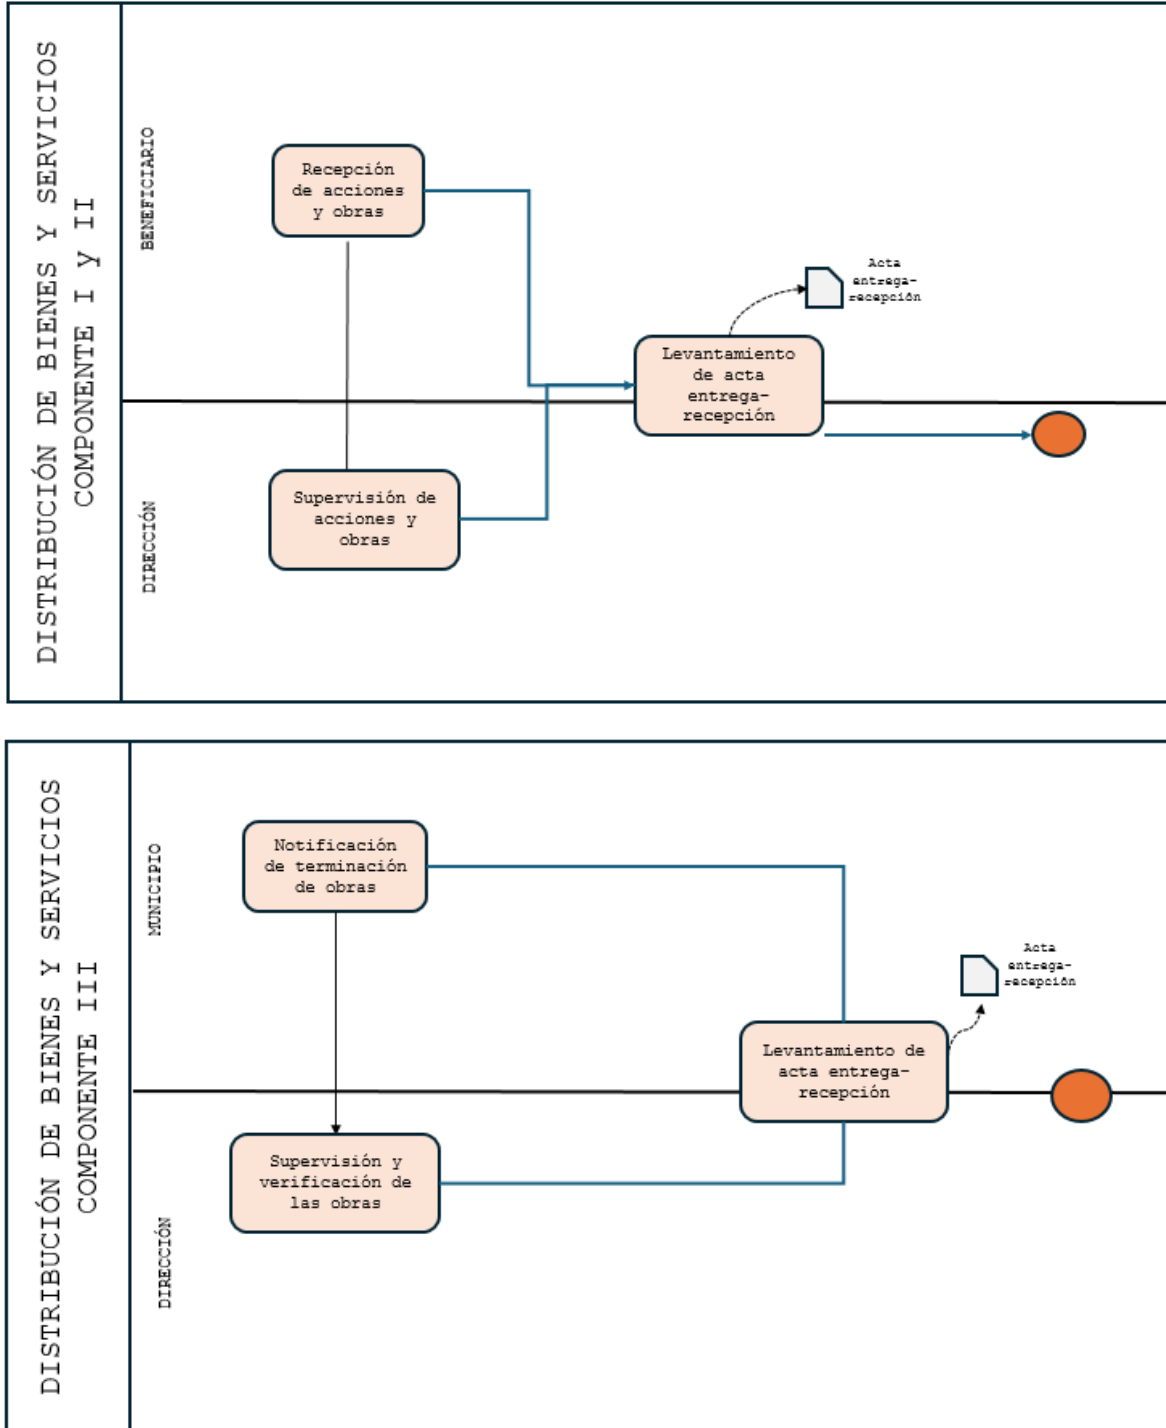 DISTRIBUCIÓN DE BIENES Y SERVICIOS
COMPONENTE I y II
BENEFICIARIO
Recepción
de acciones
y obras
Acta
entrega-
recepción
Levantamiento
de acta
entrega-
recepción
DIRECCIÓN
Supervisión de
acciones y
obras
DISTRIBUCIÓN DE BIENES Y SERVICIOS
COMPONENTE III
MUNICIPIO
Notificación
de terminación
de obras
Acta
entrega-
recepción
Levantamiento de
acta entrega-
recepción
DIRECCIÓN
Supervisión y
verificación de
las obras